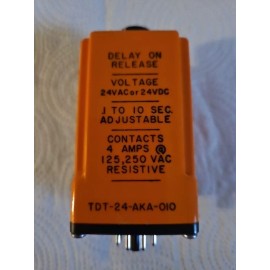 DELAY ON
RELEASE
VOLTAGE
24VAC or 24VDC
1 TO 10 SEC.
ADJUSTABLE
CONTACTS
4 AMPS @
125,250 VAC
RESISTIVE
TDT-24-AKA-010